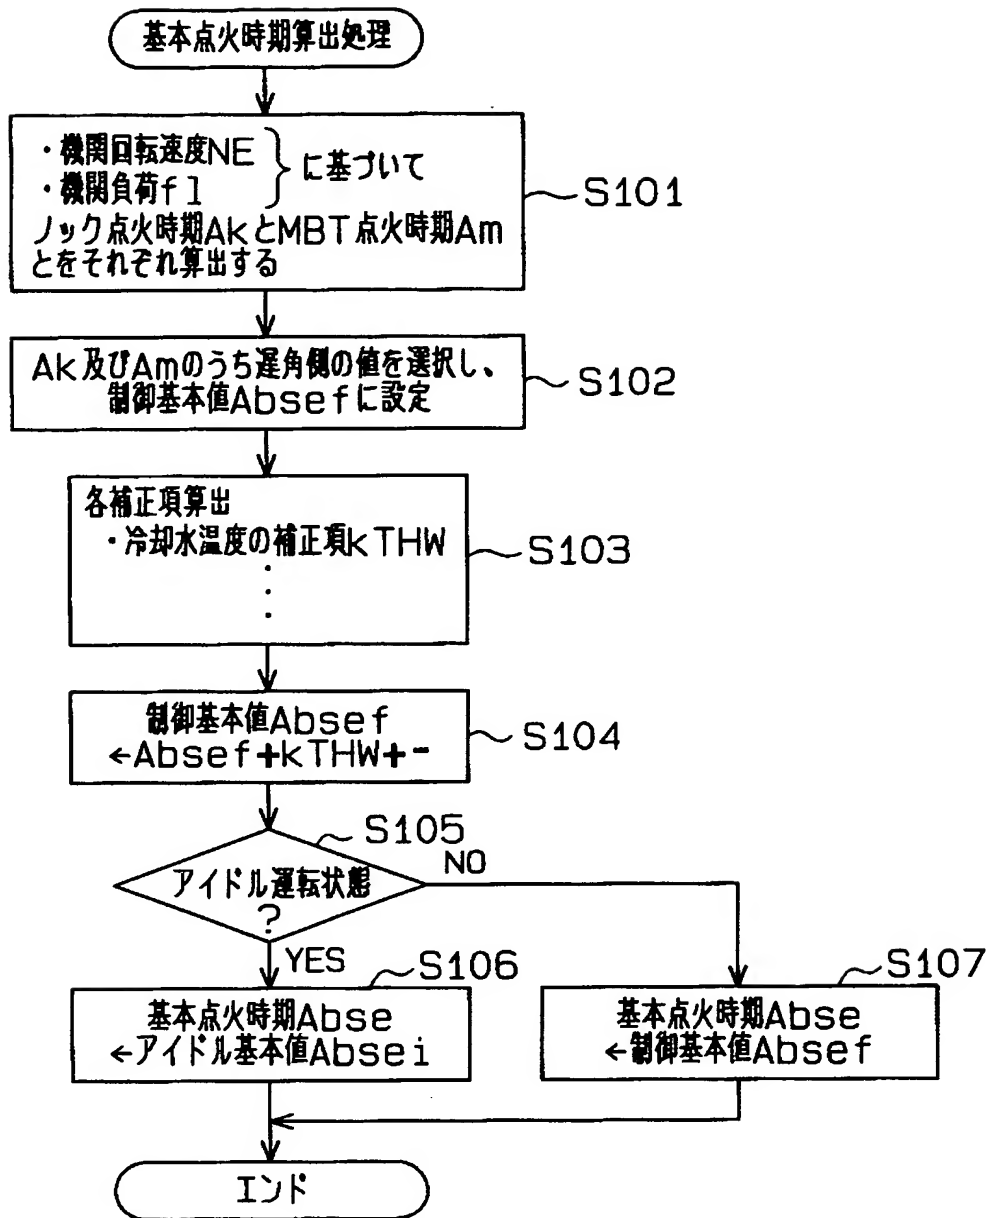 基本点火時期算出処理
・機関回転速度NE
・機関負荷fl
に基づいて
ノック点火時期AkとMBT点火時期Am
とをそれぞれ算出する
S101
Ak及びAmのうち遅角側の値を選択し、
制御基本値Absefに設定
S102
各補正項算出
・冷却水温度の補正項kTHW
・
・
・
S103
制御基本値Absef
←Absef+kTHW+-
S104
S105
アイドル運転状態
?
NO
YES
S106
基本点火時期Abse
←アイドル基本値Absei
S107
基本点火時期Abse
←制御基本値Absef
エンド